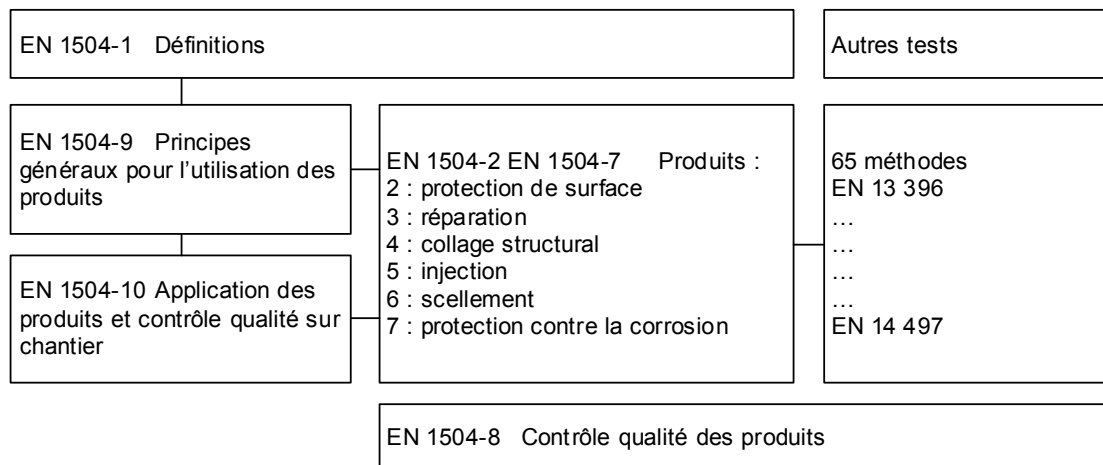 EN 1504-1 Définitions
Autres tests
EN 1504-9 Principes
généraux pour l'utilisation des
produits
EN 1504-10 Application des
produits et contrôle qualité sur
chantier
EN 1504-2 EN 1504-7 Produits :
2 : protection de surface
3 : réparation
4 : collage structural
5 : injection
6 : scellement
7 : protection contre la corrosion
65 méthodes
EN 13 396
…
…
…
…
EN 14 497
EN 1504-8 Contrôle qualité des produits